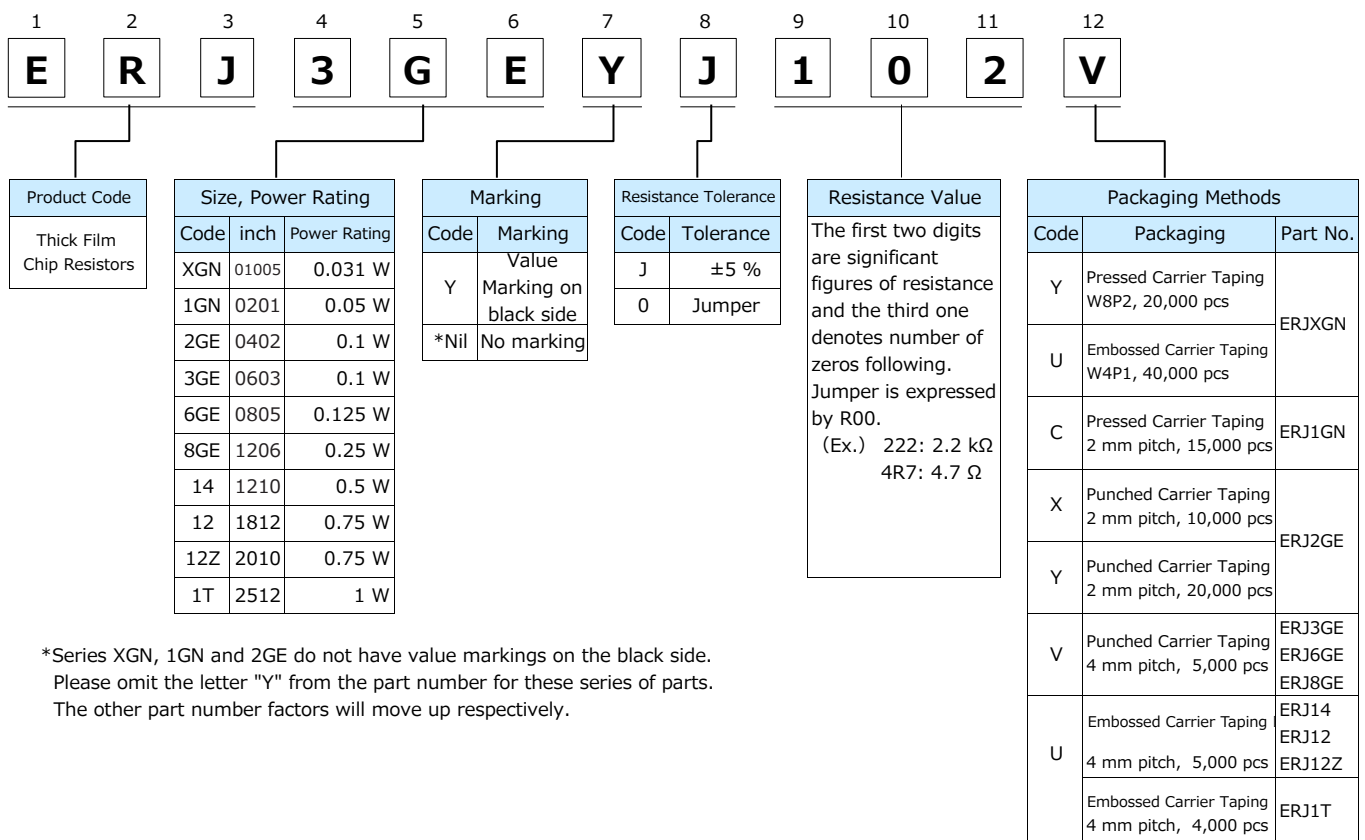 1 2 3 4 5 6 7 8 9 10 11 12
E R J 3 G E Y J 1 0 2 V
Product Code
Thick Film
Chip Resistors
Size, Power Rating
Code inch Power Rating
XGN 01005 0.031 W
1GN 0201 0.05 W
2GE 0402 0.1 W
3GE 0603 0.1 W
6GE 0805 0.125 W
8GE 1206 0.25 W
14 1210 0.5 W
12 1812 0.75 W
12Z 2010 0.75 W
1T 2512 1 W
Marking
Code Marking
Y
Value
Marking on
black side
*Nil No marking
Resistance Tolerance
Code Tolerance
J ±5 %
0 Jumper
Resistance Value
The first two digits
are significant
figures of resistance
and the third one
denotes number of
zeros following.
Jumper is expressed
by R00.
(Ex.) 222: 2.2 kΩ
4R7: 4.7 Ω
Packaging Methods
Code Packaging Part No.
Y
Pressed Carrier Taping
W8P2, 20,000 pcs
ERJXGN
U
Embossed Carrier Taping
W4P1, 40,000 pcs
C
Pressed Carrier Taping
2 mm pitch, 15,000 pcs
ERJ1GN
X
Punched Carrier Taping
2 mm pitch, 10,000 pcs
ERJ2GE
Y
Punched Carrier Taping
2 mm pitch, 20,000 pcs
V
Punched Carrier Taping
4 mm pitch, 5,000 pcs
ERJ3GE
ERJ6GE
ERJ8GE
U
Embossed Carrier Taping
4 mm pitch, 5,000 pcs
ERJ14
ERJ12
ERJ12Z
Embossed Carrier Taping
4 mm pitch, 4,000 pcs
ERJ1T
*Series XGN, 1GN and 2GE do not have value markings on the black side.
Please omit the letter "Y" from the part number for these series of parts.
The other part number factors will move up respectively.